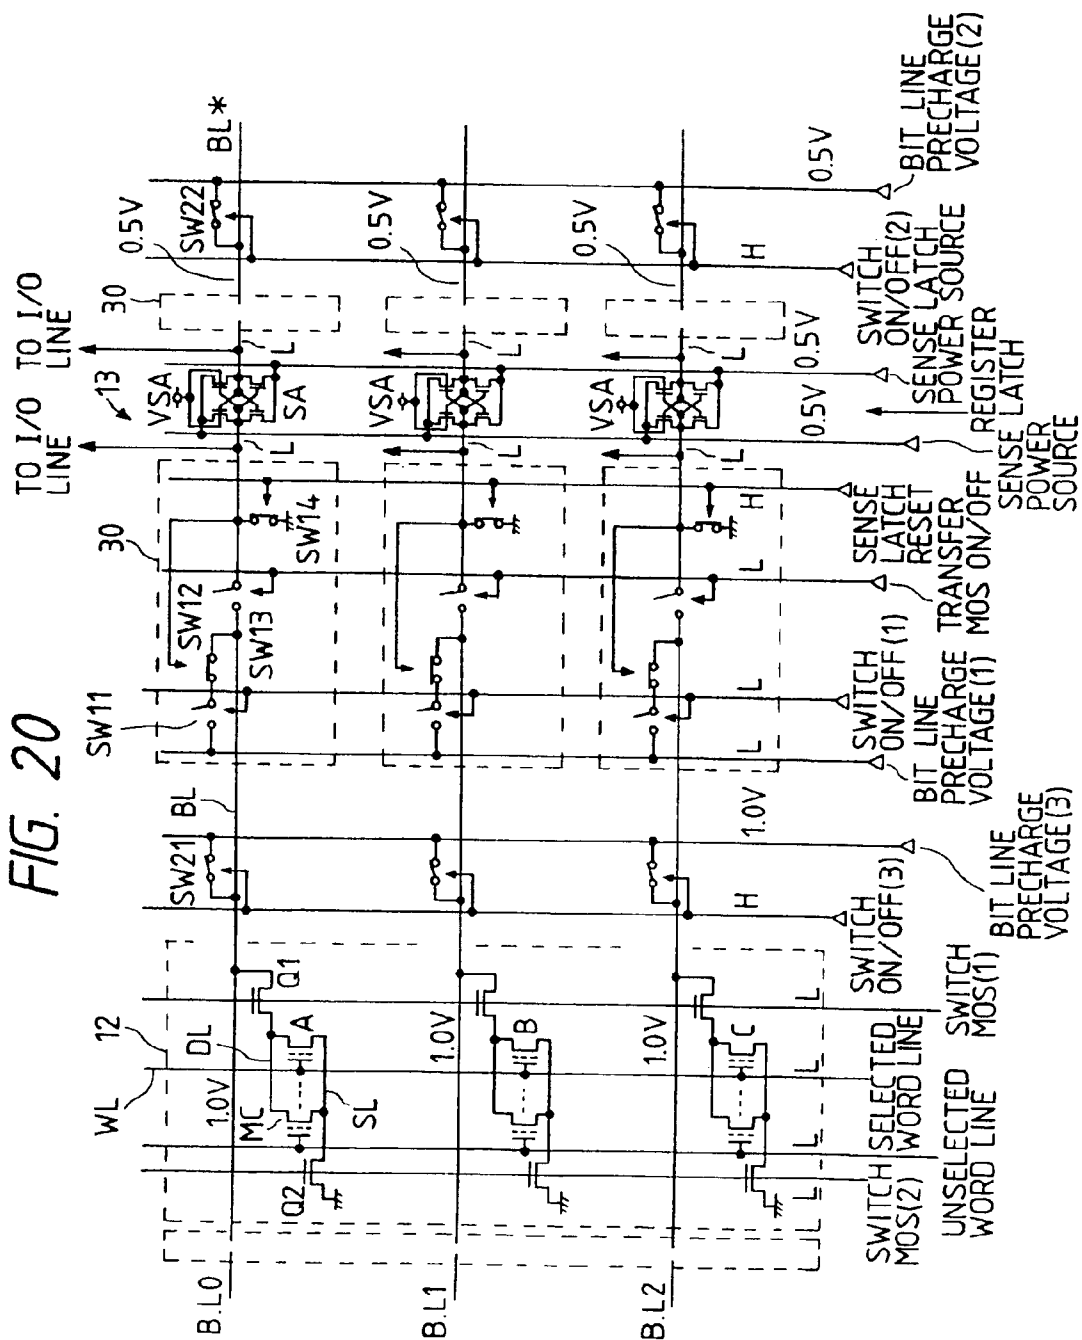 FIG. 20
TO I/O LINE
TO I/O LINE
13
30
30
0.5V
BL*
SW22
VSA
SA
L
L
SW14
SW12
SW13
SW11
BL
SW21
12
WL
DL
1.0V
MC
A
Q1
SL
Q2
B.L0
0.5V
VSA
L
L
1.0V
B
B.L1
0.5V
VSA
L
L
1.0V
C
B.L2
L
L
L
L
H
1.0V
L
L
L
H
0.5V
0.5V
H
0.5V
SWITCH
MOS(2)
UNSELECTED
WORD LINE
SELECTED
WORD LINE
SWITCH
MOS(1)
SWITCH
ON/OFF(3)
BIT LINE
PRECHARGE
VOLTAGE(3)
BIT LINE
PRECHARGE
VOLTAGE(1)
SWITCH
ON/OFF(1)
TRANSFER
MOS ON/OFF
SENSE
LATCH
RESET
SENSE LATCH
POWER
SOURCE
REGISTER
SENSE LATCH
POWER SOURCE
SWITCH
ON/OFF(2)
BIT LINE
PRECHARGE
VOLTAGE(2)